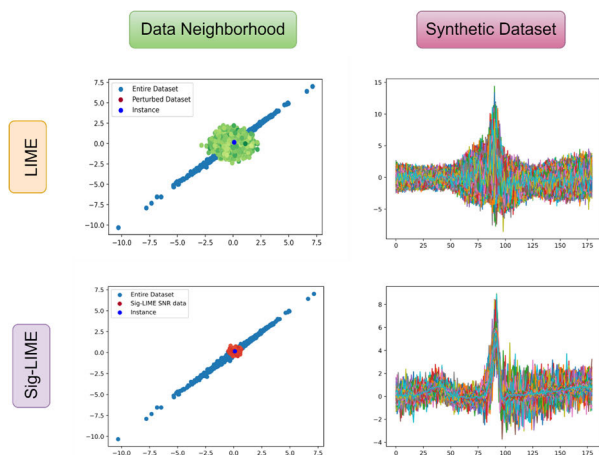 Data Neighborhood
Synthetic Dataset
LIME
7.5
5.0
2.5
0.0
−2.5
−5.0
−7.5
−10.0
Entire Dataset
Perturbed Dataset
Instance
−10.0 −7.5 −5.0 −2.5 0.0 2.5 5.0 7.5
15
10
5
0
−5
0 25 50 75 100 125 150 175
Sig-LIME
7.5
5.0
2.5
0.0
−2.5
−5.0
−7.5
−10.0
Entire Dataset
Sig-LIME SNR data
Instance
−10.0 −7.5 −5.0 −2.5 0.0 2.5 5.0 7.5
8
6
4
2
0
−2
−4
0 25 50 75 100 125 150 175